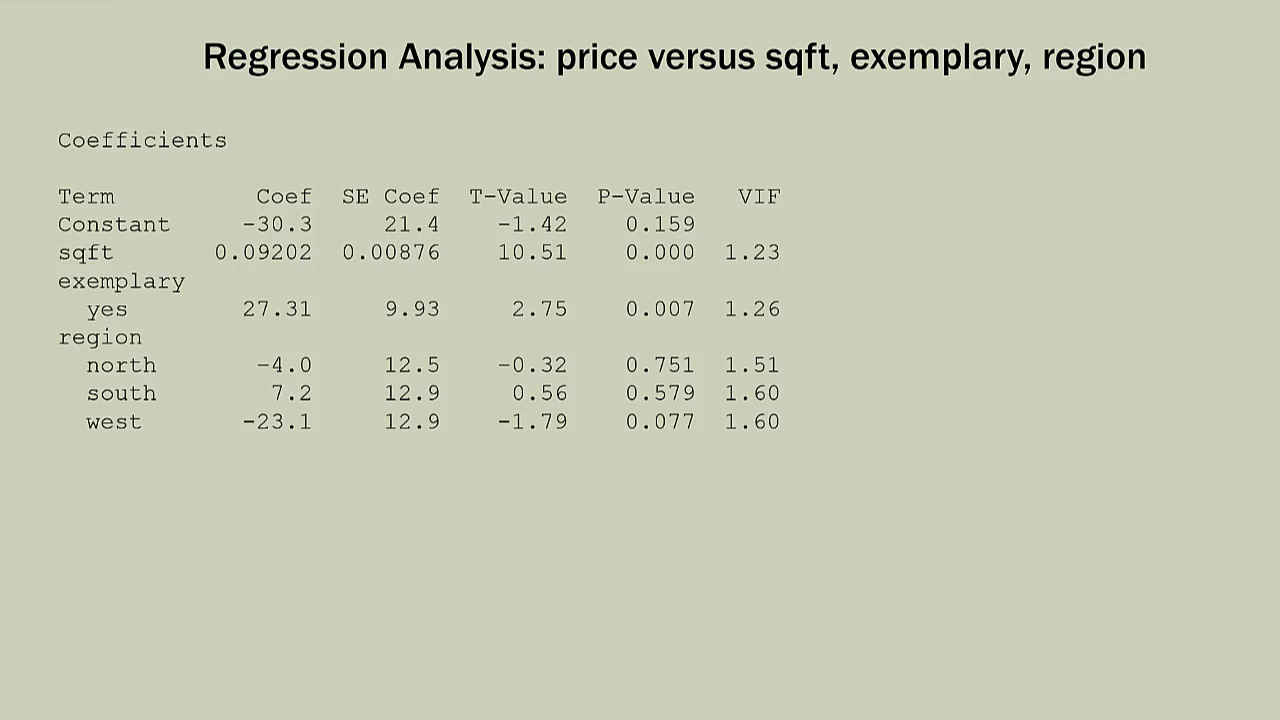 Regression Analysis: price versus sqft, exemplary, region
Coefficients
Term Coef SE Coef T-Value P-Value VIF
Constant -30.3 21.4 -1.42 0.159
sqft 0.09202 0.00876 10.51 0.000 1.23
exemplary
yes 27.31 9.93 2.75 0.007 1.26
region
north -4.0 12.5 -0.32 0.751 1.51
south 7.2 12.9 0.56 0.579 1.60
west -23.1 12.9 -1.79 0.077 1.60